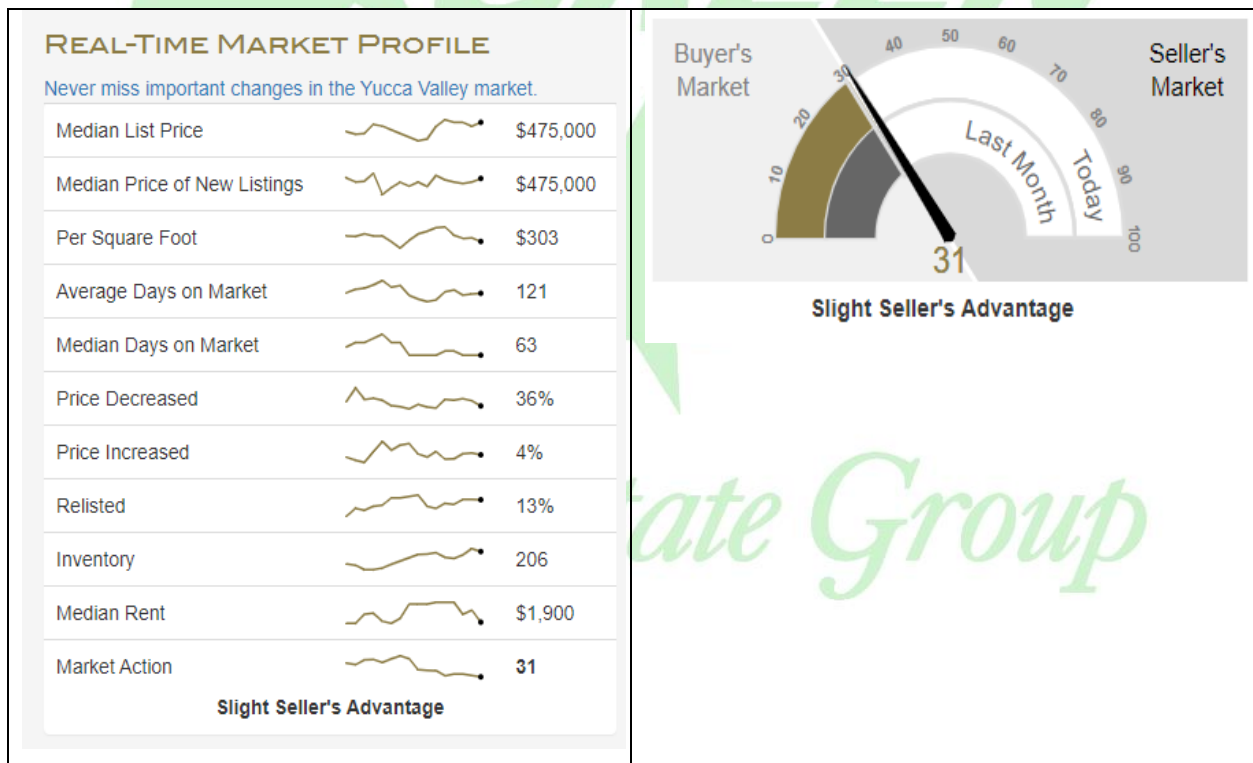 REAL-TIME MARKET PROFILE
Never miss important changes in the Yucca Valley market.
Median List Price $475,000
Median Price of New Listings $475,000
Per Square Foot $303
Average Days on Market 121
Median Days on Market 63
Price Decreased 36%
Price Increased 4%
Relisted 13%
Inventory 206
Median Rent $1,900
Market Action 31
Slight Seller's Advantage
Buyer's
Market
Seller's
Market
0
10
20
30
40
50
60
70
80
90
100
Last Month
Today
31
Slight Seller's Advantage
Group